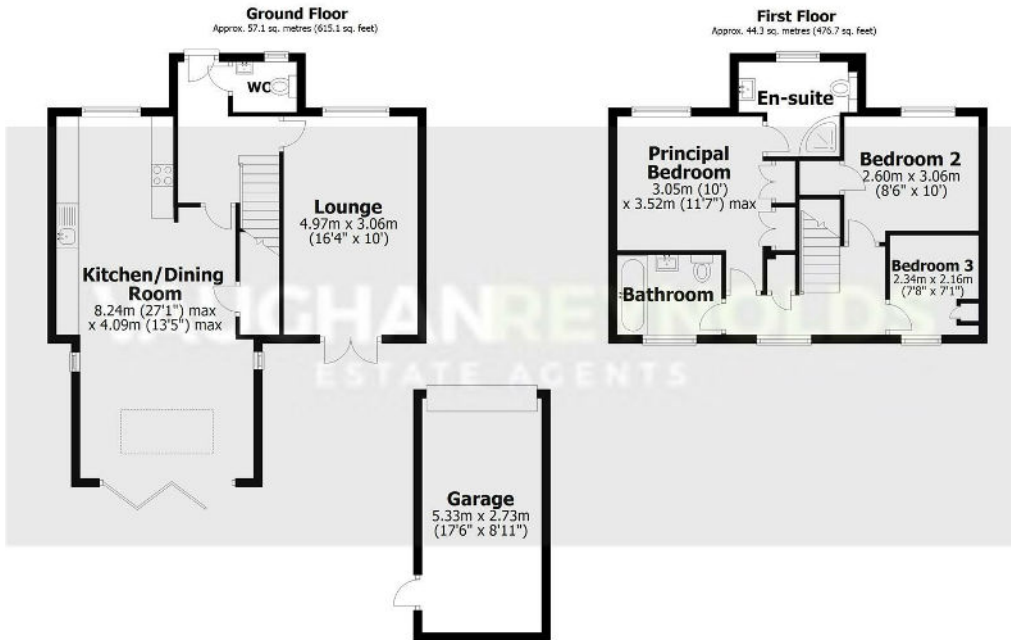 Ground Floor
Approx. 57.1 sq. metres (615.1 sq. feet)
WC
Lounge
4.97m x 3.06m
(16'4" x 10')
Kitchen/Dining
Room
8.24m (27'1") max
x 4.09m (13'5") max
First Floor
Approx. 44.3 sq. metres (476.7 sq. feet)
En-suite
Principal
Bedroom
3.05m (10')
x 3.52m (11'7") max
Bedroom 2
2.60m x 3.06m
(8'6" x 10')
Bedroom 3
2.34m x 2.16m
(7'8" x 7'1")
Bathroom
VAUGHANREYNOLDS
ESTATE AGENTS
Garage
5.33m x 2.73m
(17'6" x 8'11")